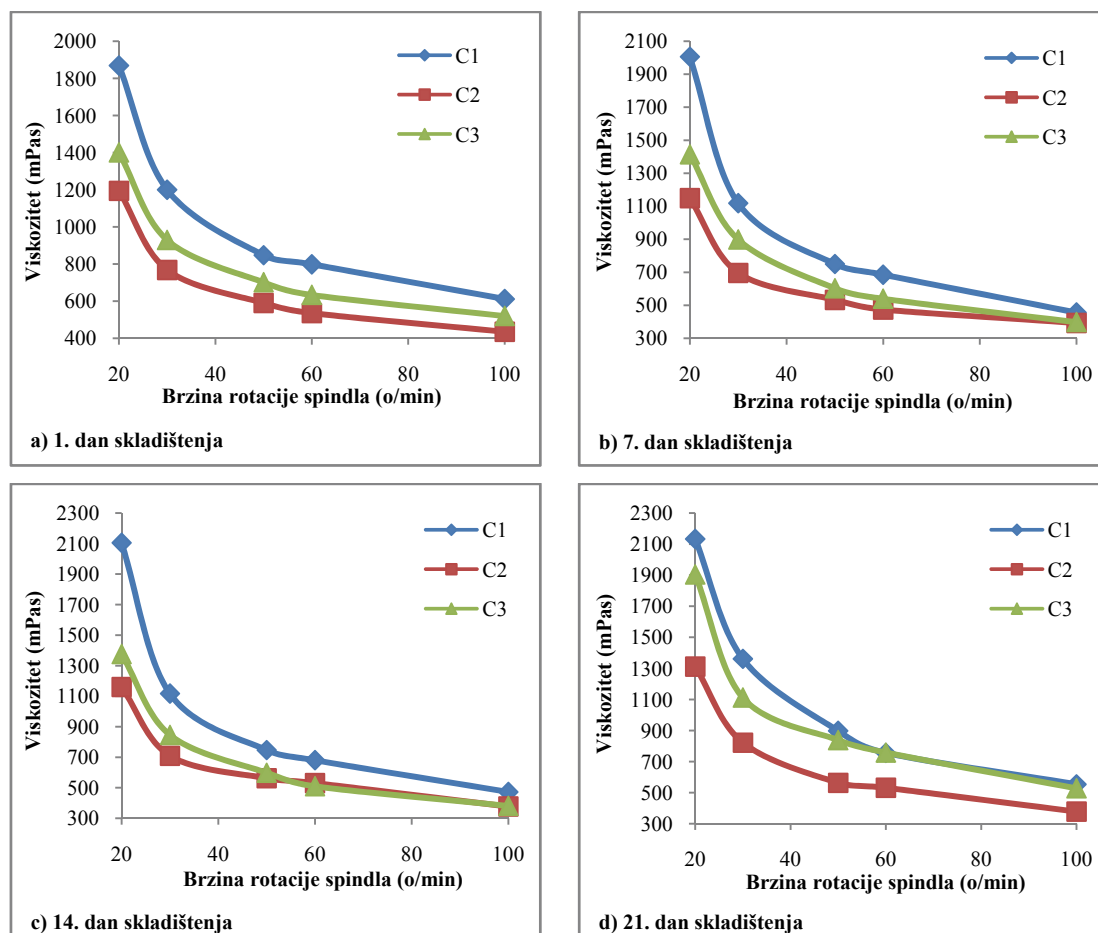 2000
1800
1600
1400
1200
1000
800
600
400
Viskozitet (mPas)
C1
C2
C3
20 40 60 80 100
Brzina rotacije spindla (o/min)
a) 1. dan skladištenja
2100
1900
1700
1500
1300
1100
900
700
500
300
Viskozitet (mPas)
C1
C2
C3
20 40 60 80 100
Brzina rotacije spindla (o/min)
b) 7. dan skladištenja
2300
2100
1900
1700
1500
1300
1100
900
700
500
300
Viskozitet (mPas)
C1
C2
C3
20 40 60 80 100
Brzina rotacije spindla (o/min)
c) 14. dan skladištenja
2300
2100
1900
1700
1500
1300
1100
900
700
500
300
Viskozitet (mPas)
C1
C2
C3
20 40 60 80 100
Brzina rotacije spindla (o/min)
d) 21. dan skladištenja